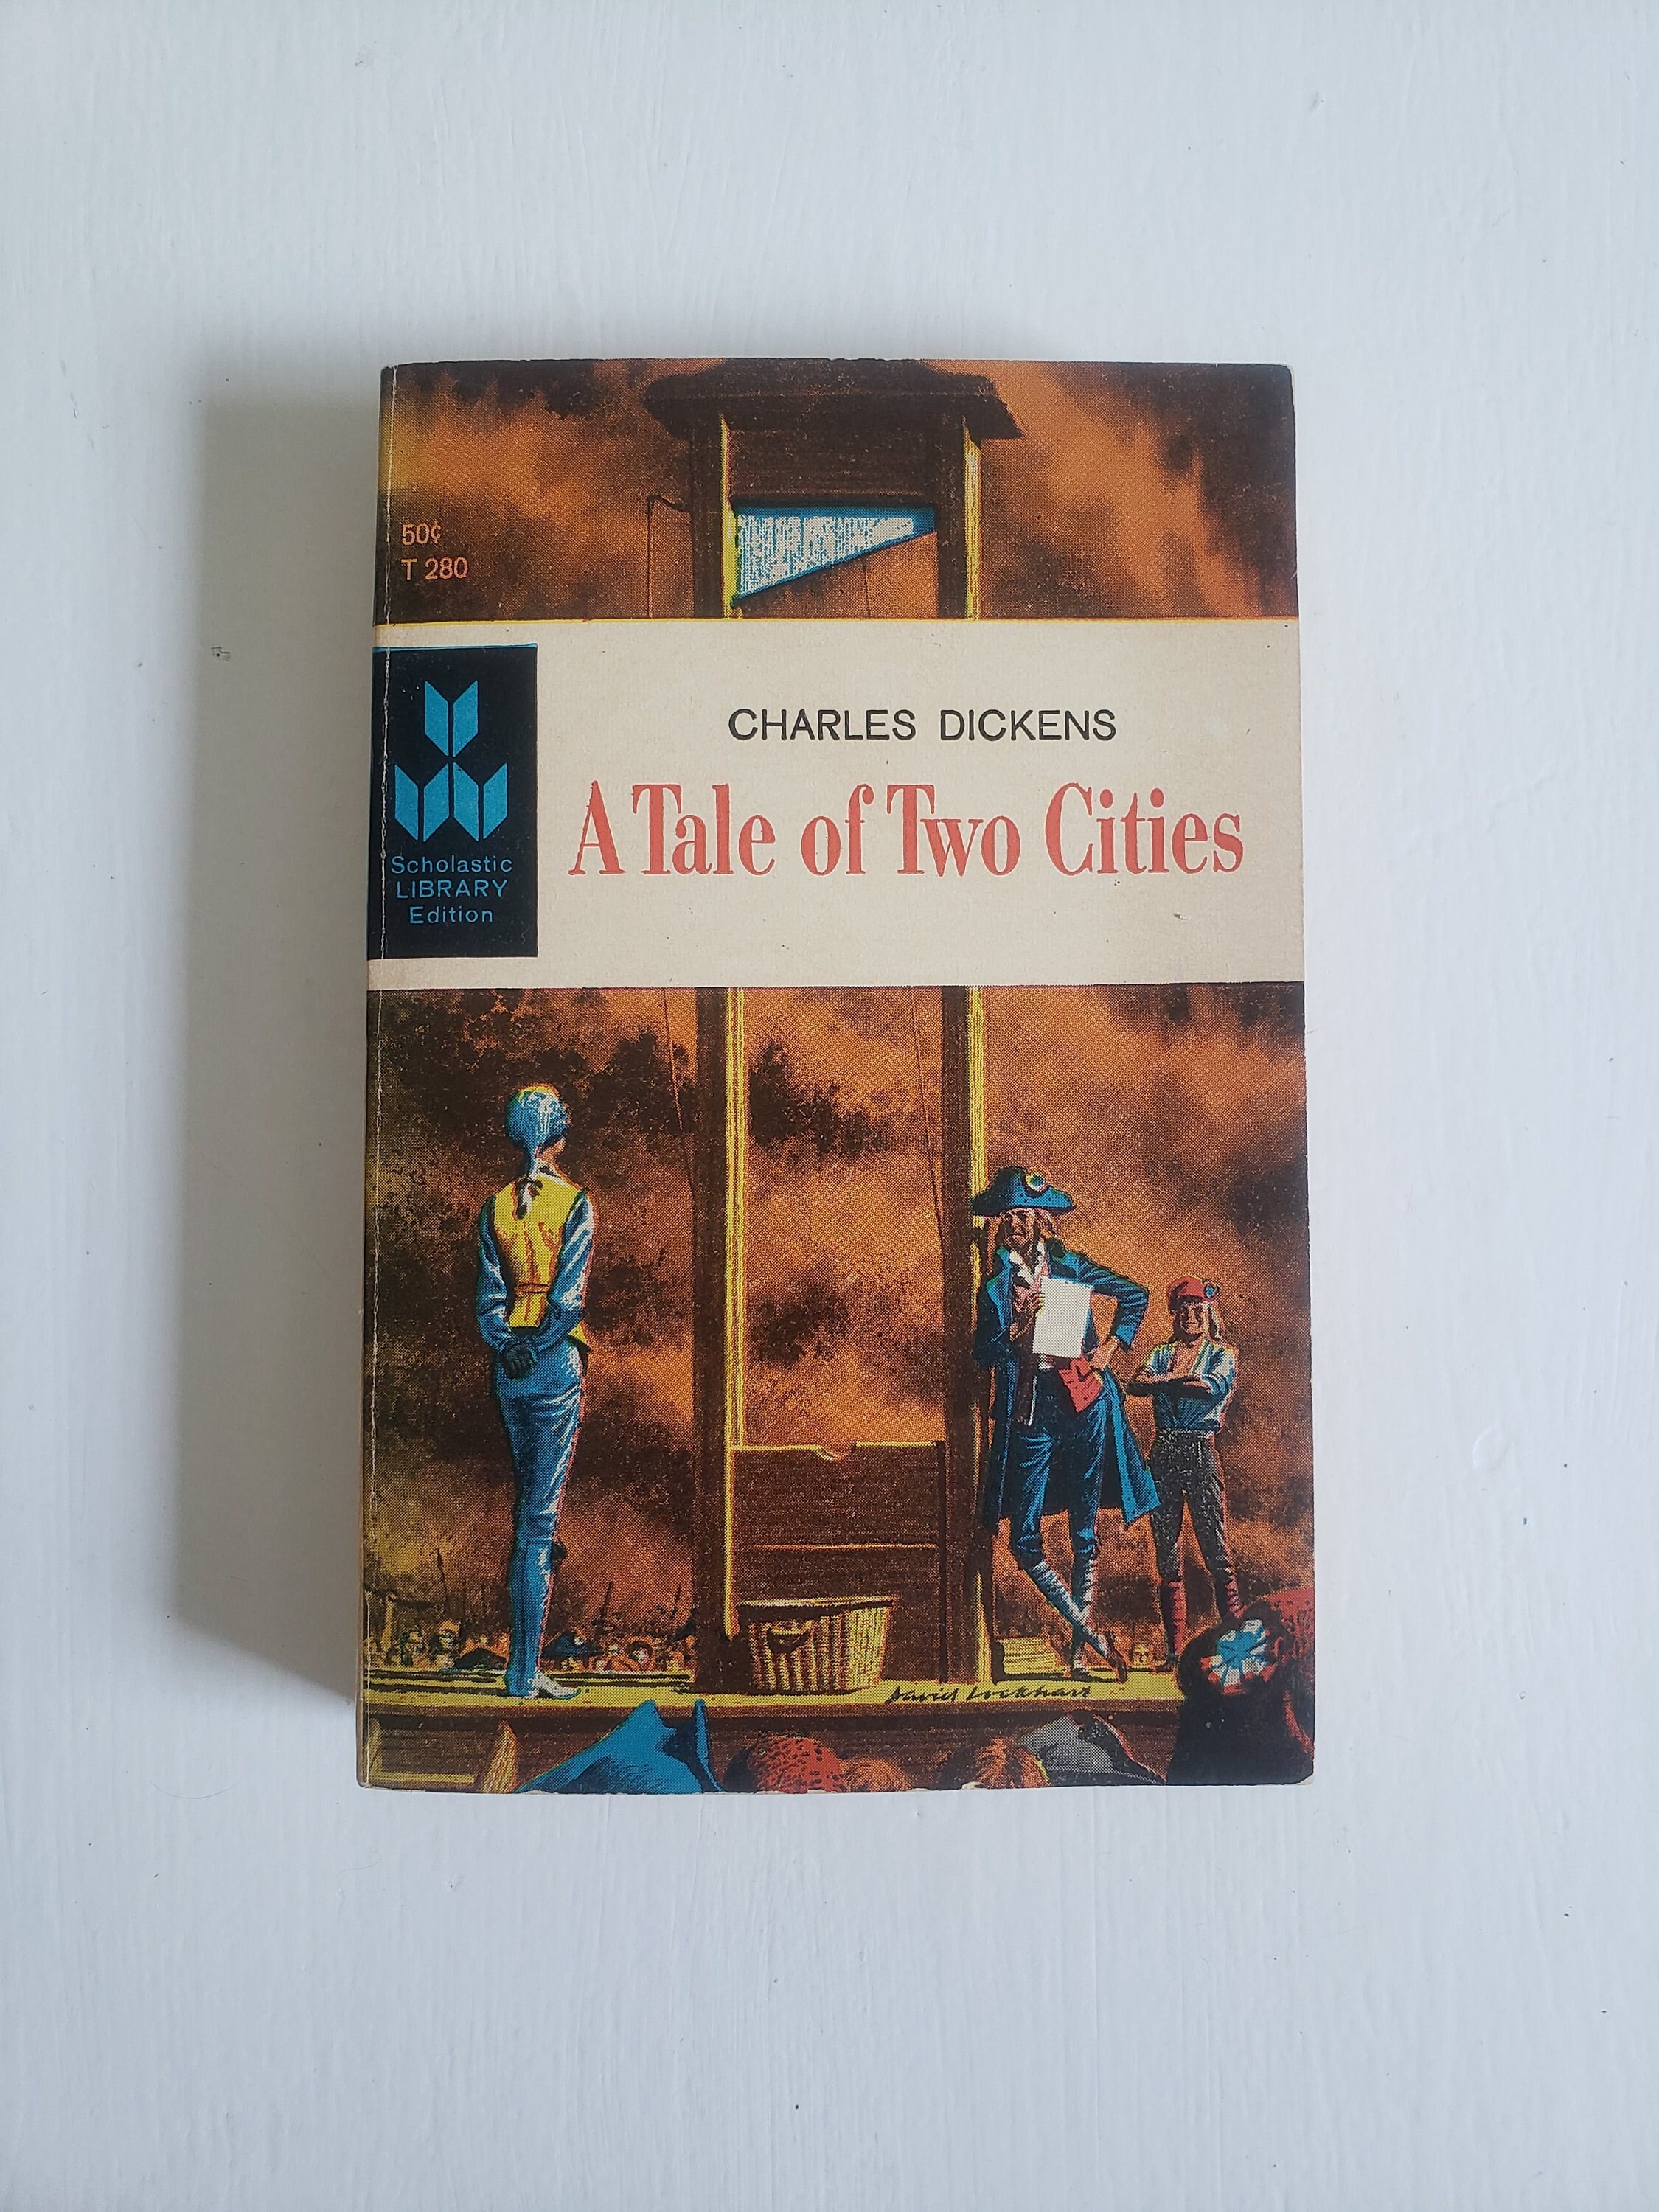 50¢
T 280
CHARLES DICKENS
A Tale of Two Cities
Scholastic
LIBRARY
Edition
David Lockhart